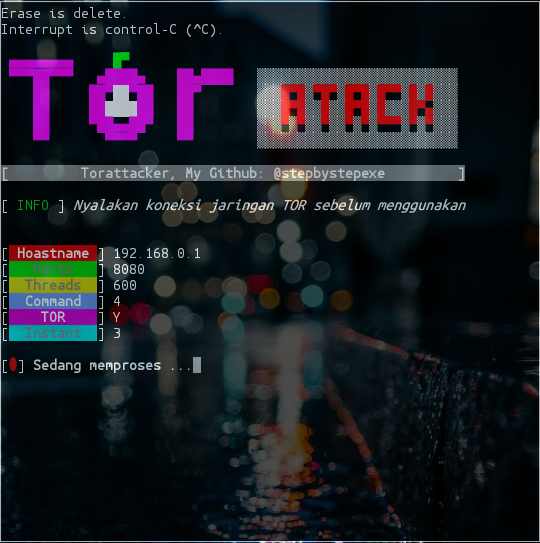 Erase is delete.
Interrupt is control-C (^C).
Tor ATACK
[ Torattacker, My Github: @stepbystepexe ]
[ INFO ] Nyalakan koneksi jaringan TOR sebelum menggunakan
[ Hoastname ] 192.168.0.1
[ Ports ] 8080
[ Threads ] 600
[ Command ] 4
[ TOR ] Y
[ Instant ] 3
[●] Sedang memproses ...